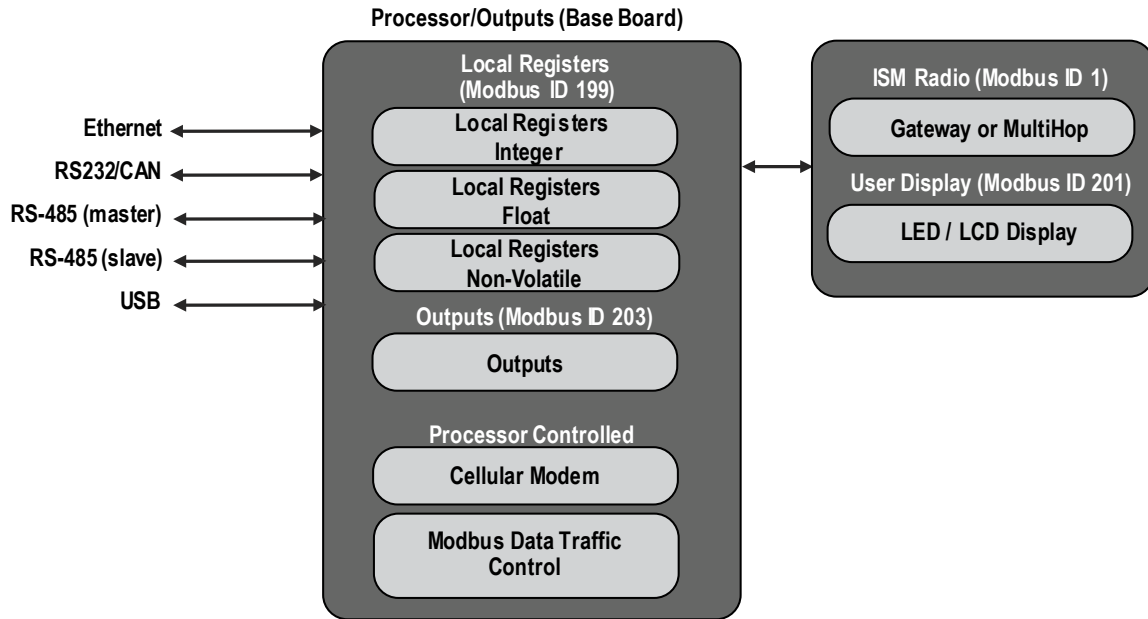 Processor/Outputs (Base Board)
Local Registers
(Modbus ID 199)
Local Registers
Integer
Local Registers
Float
Local Registers
Non-Volatile
Outputs (Modbus ID 203)
Outputs
Processor Controlled
Cellular Modem
Modbus Data Traffic
Control
Ethernet
RS232/CAN
RS-485 (master)
RS-485 (slave)
USB
ISM Radio (Modbus ID 1)
Gateway or MultiHop
User Display (Modbus ID 201)
LED / LCD Display